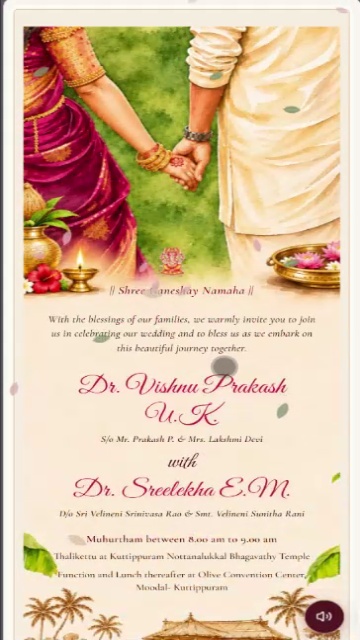 || Shree Ganeshay Namaha ||
With the blessings of our families, we warmly invite you to join
us in celebrating our wedding and to bless us as we embark on
this beautiful journey together.
Dr. Vishnu Prakash
U.K.
S/o Mr. Prakash P. & Mrs. Lakshmi Devi
with
Dr. Sreelekha E.M.
D/o Sri Velineni Srinivasa Rao & Smt. Velineni Sunitha Rani
Muhurtham between 8.00 am to 9.00 am
Thalikettu at Kuttippuram Nottanalukkal Bhagavathy Temple
Function and Lunch thereafter at Olive Convention Center,
Moodal- Kuttippuram